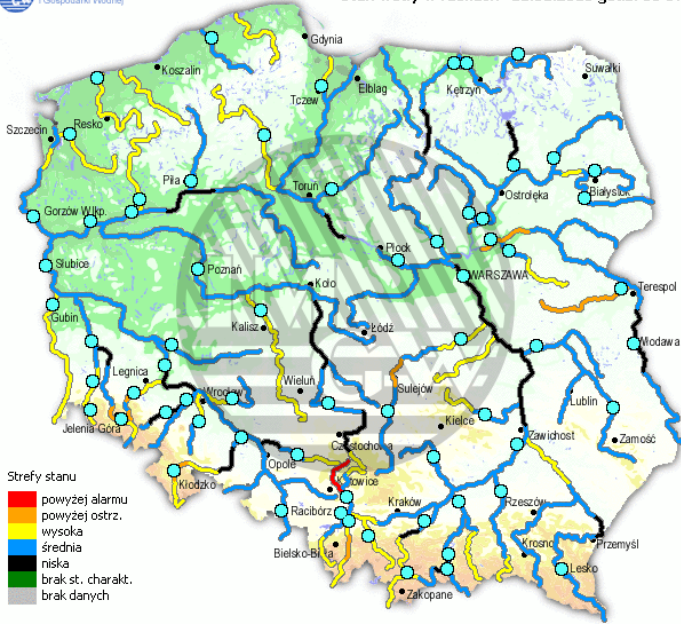 i Gospodarki Wodnej
Gdynia
Koszalin
Suwałki
Elbląg
Kętrzyn
Tczew
Resko
Szczecin
Piła
Toruń
Ostrołęka
Białystok
Gorzów Wlkp.
Płock
Słubice
Poznań
WARSZAWA
Koło
Terespol
Gubin
Kalisz
Łódź
Włodawa
Legnica
Wieluń
Sulejów
Wrocław
Lublin
Jelenia Góra
Kielce
Zawichost
Zamość
Częstochowa
Opole
Strefy stanu
Kłodzko
Katowice
powyżej alarmu
Kraków
Rzeszów
powyżej ostrz.
Racibórz
wysoka
Krosno
Przemyśl
średnia
Bielsko-Biała
niska
Lesko
brak st. charakt.
Zakopane
brak danych